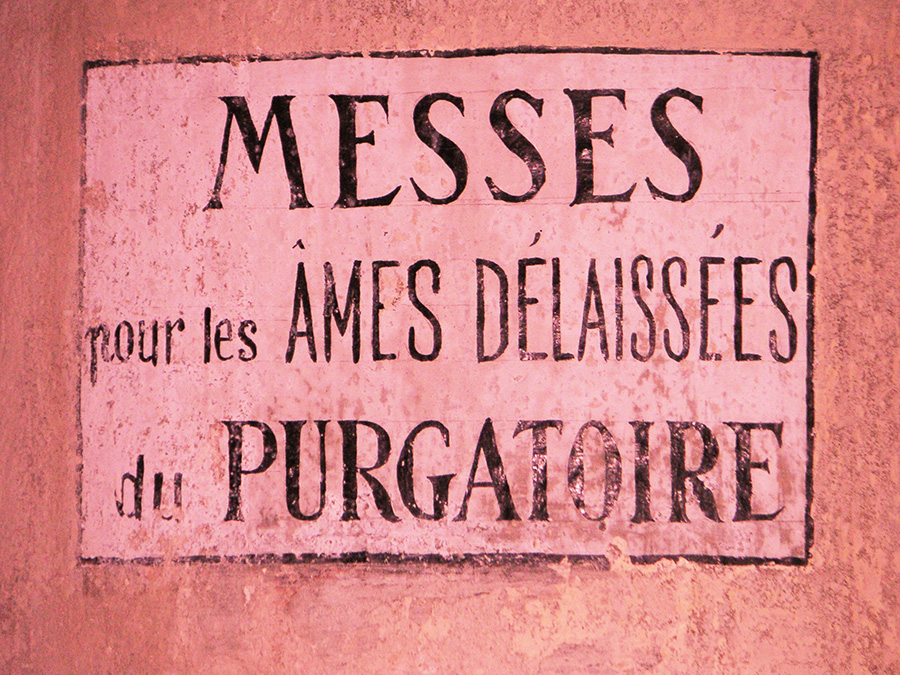 MESSES
pour les ÂMES DÉLAISSÉES
du PURGATOIRE